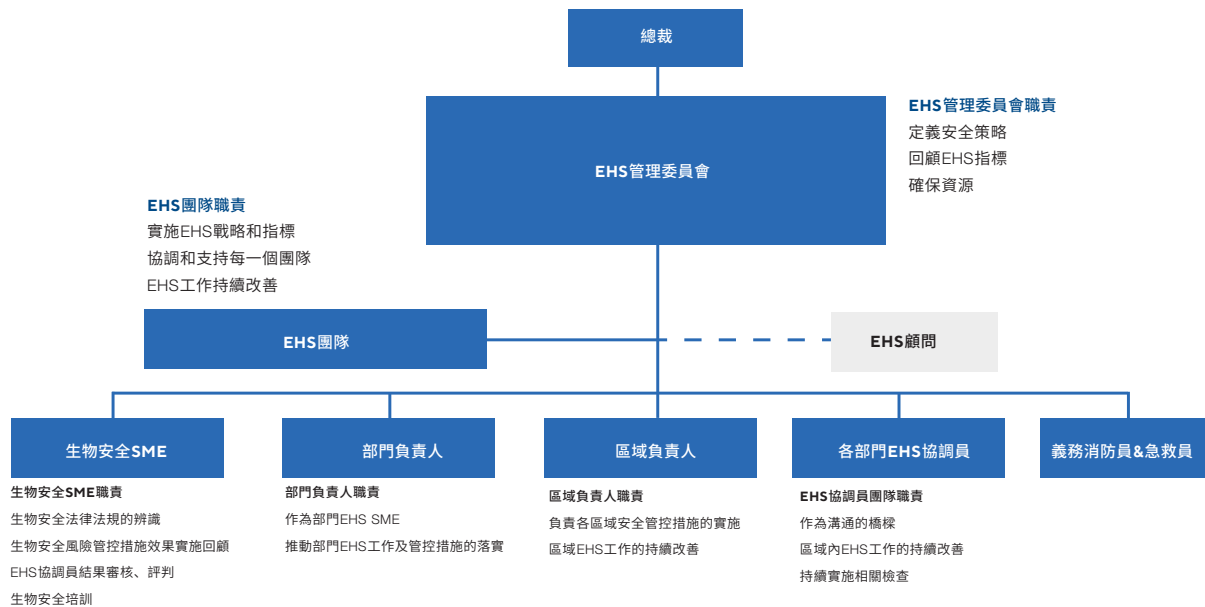 總裁
EHS管理委員會
EHS管理委員會職責
定義安全策略
回顧EHS指標
確保資源
EHS團隊職責
實施EHS戰略和指標
協調和支持每一個團隊
EHS工作持續改善
EHS團隊
EHS顧問
生物安全SME
部門負責人
區域負責人
各部門EHS協調員
義務消防員&急救員
生物安全SME職責
生物安全法律法規的辨識
生物安全風險管控措施效果實施回顧
EHS協調員結果審核、評判
生物安全培訓
部門負責人職責
作為部門EHS SME
推動部門EHS工作及管控措施的落實
區域負責人職責
負責各區域安全管控措施的實施
區域EHS工作的持續改善
EHS協調員團隊職責
作為溝通的橋樑
區域內EHS工作的持續改善
持續實施相關檢查